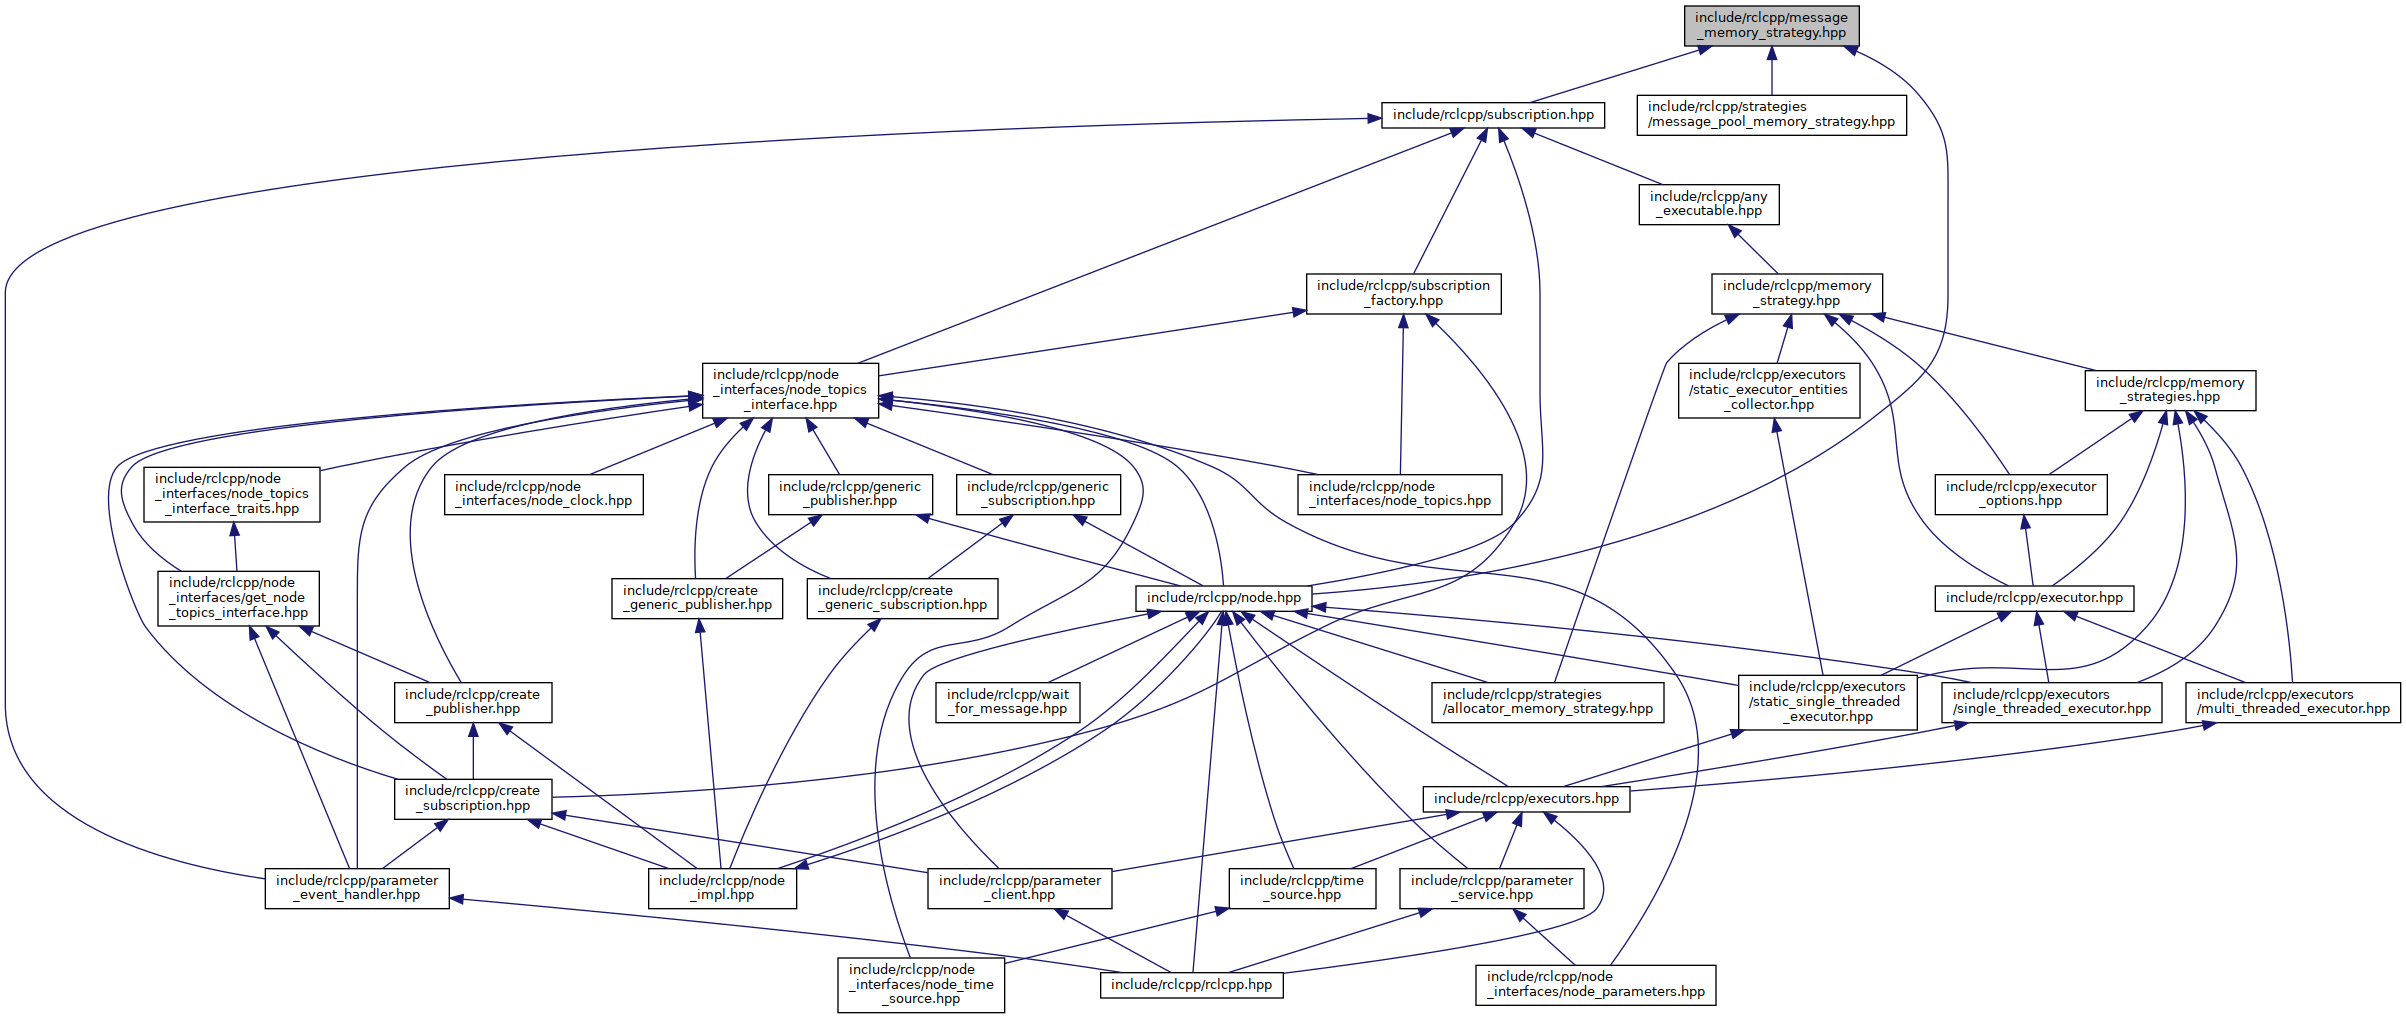 include/rclcpp/message
_memory_strategy.hpp
include/rclcpp/subscription.hpp
include/rclcpp/strategies
/message_pool_memory_strategy.hpp
include/rclcpp/any
_executable.hpp
include/rclcpp/subscription
_factory.hpp
include/rclcpp/memory
_strategy.hpp
include/rclcpp/node
_interfaces/node_topics
_interface.hpp
include/rclcpp/executors
/static_executor_entities
_collector.hpp
include/rclcpp/memory
_strategies.hpp
include/rclcpp/node
_interfaces/node_topics
_interface_traits.hpp
include/rclcpp/node
_interfaces/node_clock.hpp
include/rclcpp/generic
_publisher.hpp
include/rclcpp/generic
_subscription.hpp
include/rclcpp/node
_interfaces/node_topics.hpp
include/rclcpp/executor
_options.hpp
include/rclcpp/node
_interfaces/get_node
_topics_interface.hpp
include/rclcpp/create
_generic_publisher.hpp
include/rclcpp/create
_generic_subscription.hpp
include/rclcpp/node.hpp
include/rclcpp/executor.hpp
include/rclcpp/create
_publisher.hpp
include/rclcpp/wait
_for_message.hpp
include/rclcpp/strategies
/allocator_memory_strategy.hpp
include/rclcpp/executors
/static_single_threaded
_executor.hpp
include/rclcpp/executors
/single_threaded_executor.hpp
include/rclcpp/executors
/multi_threaded_executor.hpp
include/rclcpp/create
_subscription.hpp
include/rclcpp/executors.hpp
include/rclcpp/parameter
_event_handler.hpp
include/rclcpp/node
_impl.hpp
include/rclcpp/parameter
_client.hpp
include/rclcpp/time
_source.hpp
include/rclcpp/parameter
_service.hpp
include/rclcpp/node
_interfaces/node_time
_source.hpp
include/rclcpp/rclcpp.hpp
include/rclcpp/node
_interfaces/node_parameters.hpp